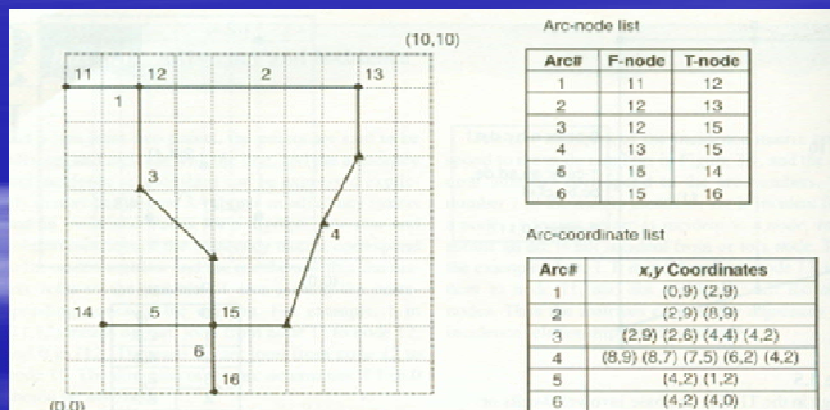 (10,10)
11 12 2 13
1
3
4
14 5 15
6
16
(0,0)
Arc-node list
Arc# F-node T-node
1 11 12
2 12 13
3 12 15
4 13 15
5 15 14
6 15 16
Arc-coordinate list
Arc# x,y Coordinates
1 (0,9) (2,9)
2 (2,9) (8,9)
3 (2,9) (2,6) (4,4) (4,2)
4 (8,9) (8,7) (7,5) (6,2) (4,2)
5 (4,2) (1,2)
6 (4,2) (4,0)